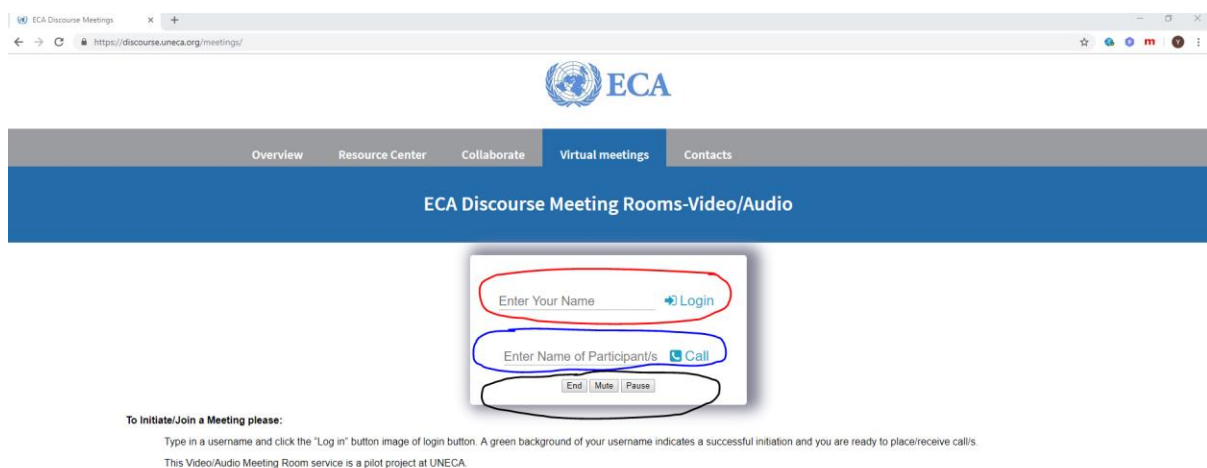 ECA Discourse Meetings
https://discourse.uneca.org/meetings/
m Y
ECA
Overview Resource Center Collaborate Virtual meetings Contacts
ECA Discourse Meeting Rooms-Video/Audio
Enter Your Name Login
Enter Name of Participant/s Call
End Mute Pause
To Initiate/Join a Meeting please:
Type in a username and click the "Log in" button image of login button. A green background of your username indicates a successful initiation and you are ready to place/receive call/s.
This Video/Audio Meeting Room service is a pilot project at UNECA.